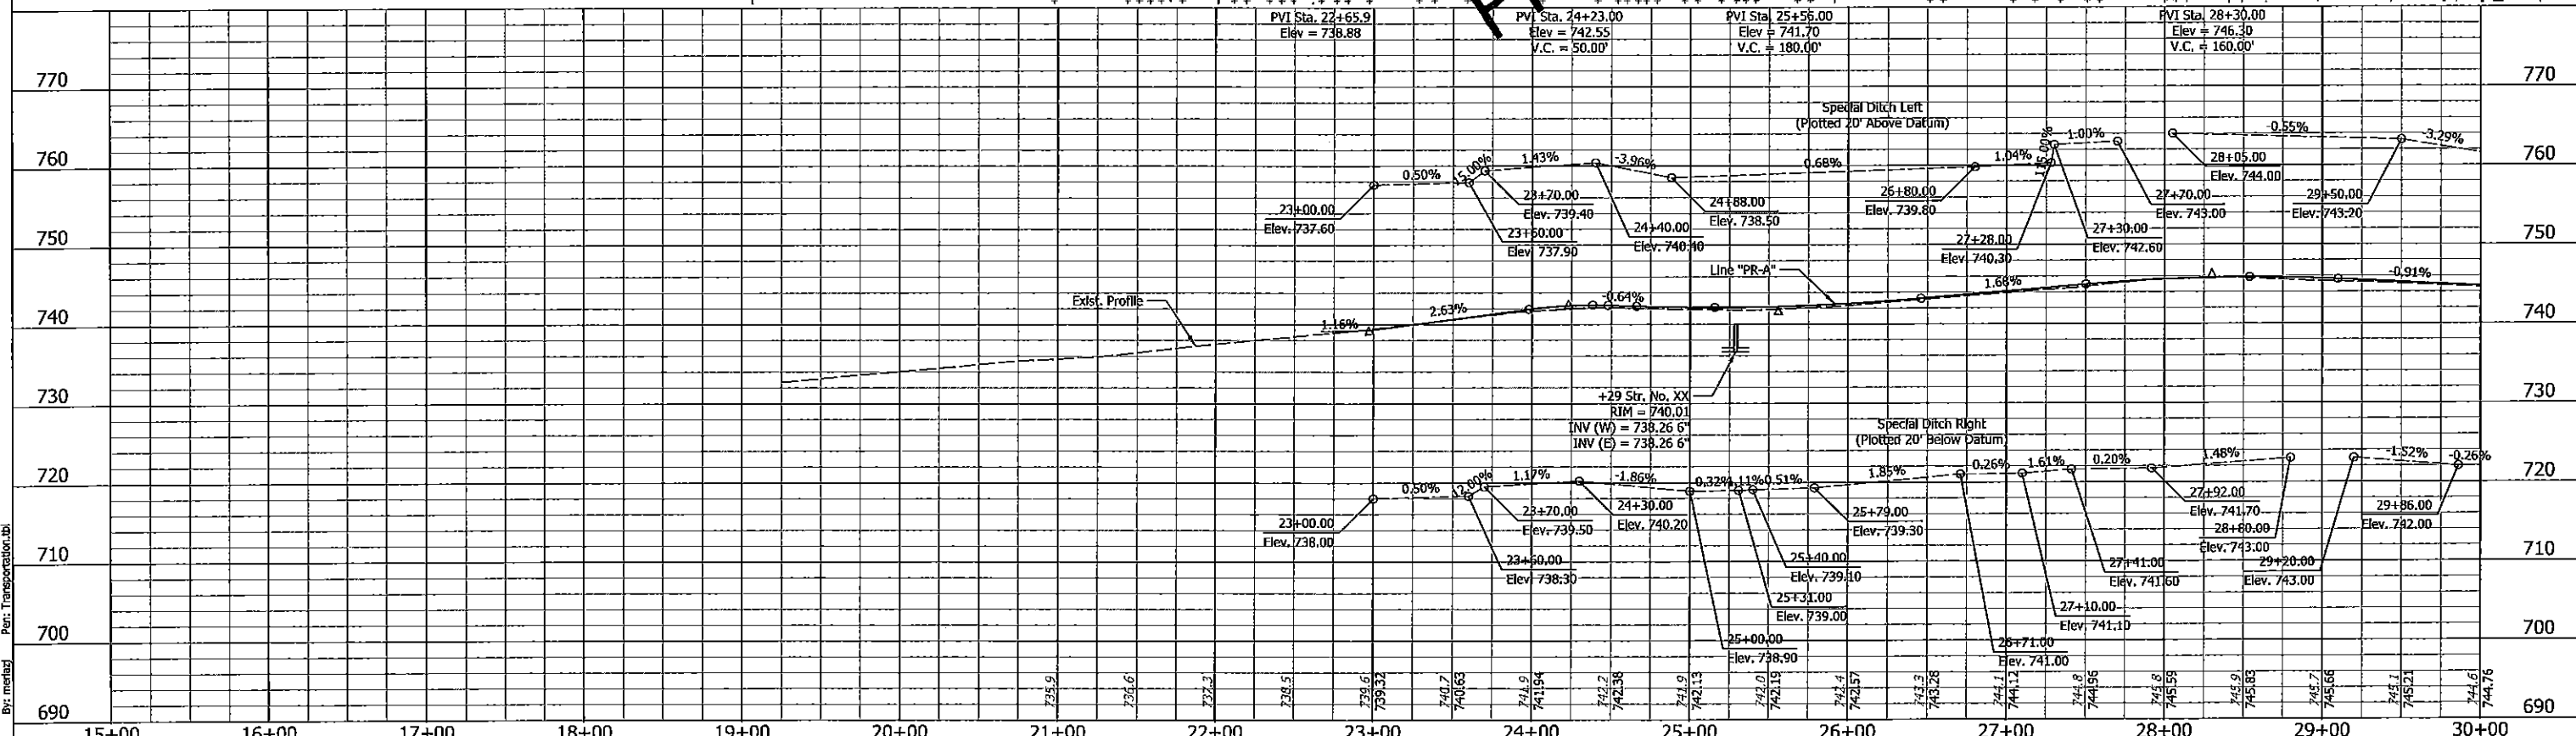 PVI Sta. 22+65.9
Elev = 738.88
PVI Sta. 24+23.00
Elev = 742.55
V.C. = 50.00'
PVI Sta. 25+56.00
Elev = 741.70
V.C. = 180.00'
PVI Sta. 28+30.00
Elev = 746.30
V.C. = 160.00'
770
770
Special Ditch Left
(Plotted 20' Above Datum)
760
0.50%
15.00%
1.43%
-3.96%
0.68%
1.04%
115.00%
1.00%
-0.55%
-3.29%
760
23+00.00
Elev. 737.60
23+60.00
Elev. 737.90
23+70.00
Elev. 739.40
24+40.00
Elev. 740.40
24+88.00
Elev. 738.50
26+80.00
Elev. 739.80
27+28.00
Elev. 740.30
27+30.00
Elev. 742.60
27+70.00
Elev. 743.00
28+05.00
Elev. 744.00
29+50.00
Elev. 743.20
750
750
Exist. Profile
Line "PR-A"
740
1.16%
2.63%
-0.64%
1.68%
-0.91%
740
730
730
+29 Str. No. XX
RIM = 740.01
INV (W) = 738.26 6"
INV (E) = 738.26 6"
Special Ditch Right
(Plotted 20' Below Datum)
720
0.50%
12.00%
1.17%
-1.86%
0.32%
1.11%
0.51%
1.85%
0.26%
1.61%
0.20%
1.48%
-1.52%
-0.26%
720
23+00.00
Elev. 738.00
23+60.00
Elev. 738.30
23+70.00
Elev. 739.50
24+30.00
Elev. 740.20
25+00.00
Elev. 738.90
25+31.00
Elev. 739.00
25+40.00
Elev. 739.10
25+79.00
Elev. 739.30
26+71.00
Elev. 741.00
27+10.00
Elev. 741.10
27+41.00
Elev. 741.60
27+92.00
Elev. 741.70
28+80.00
Elev. 743.00
29+20.00
Elev. 743.00
29+86.00
Elev. 742.00
710
710
700
700
690
690
735.9
736.6
737.3
738.5
739.6
739.32
740.7
740.63
741.9
741.94
742.2
742.38
741.9
742.13
742.0
742.19
742.4
742.57
743.3
743.28
744.1
744.12
744.8
744.96
745.8
745.59
745.9
745.83
745.7
745.66
745.1
745.21
744.6
744.76
15+00
16+00
17+00
18+00
19+00
20+00
21+00
22+00
23+00
24+00
25+00
26+00
27+00
28+00
29+00
30+00
Pen: Transportation.tbl